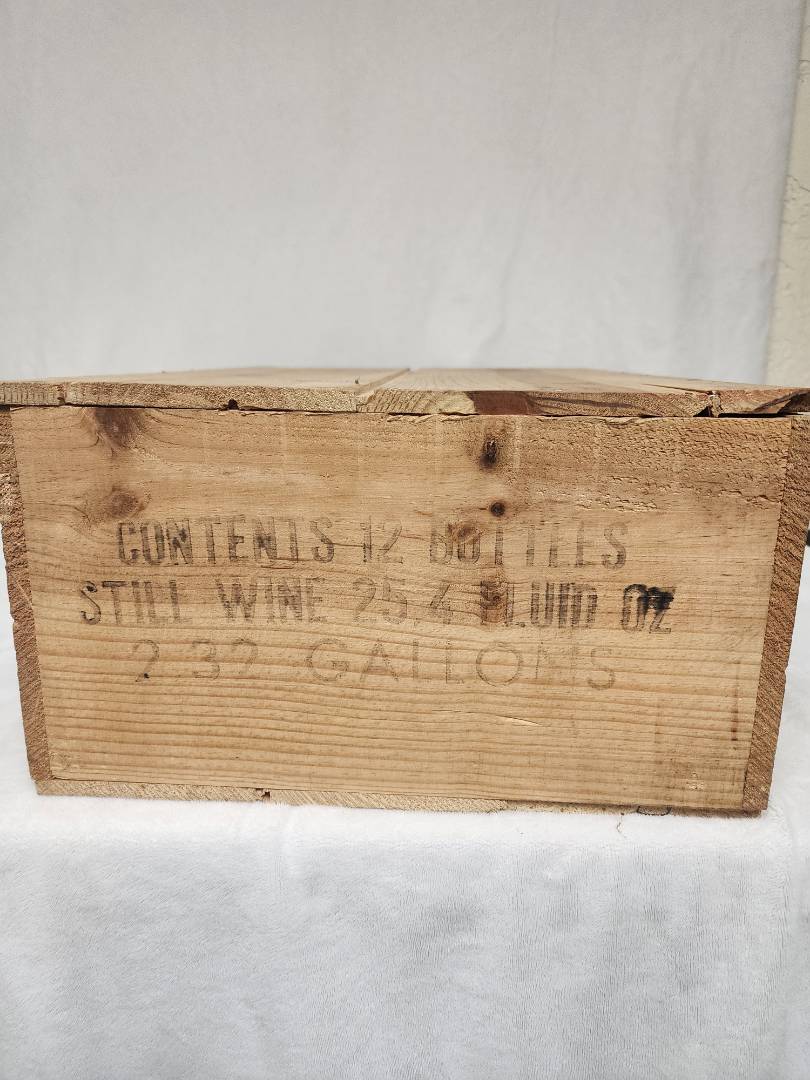 CONTENTS 12 BOTTLES
STILL WINE 25.4 FLUID OZ
2.32 GALLONS